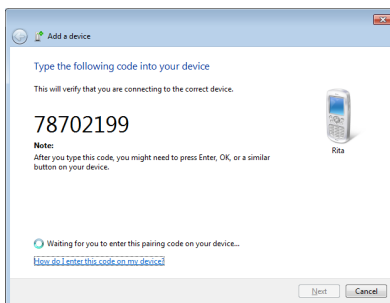 Add a device
Type the following code into your device
This will verify that you are connecting to the correct device.
78702199
Note:
After you type this code, you might need to press Enter, OK, or a similar
button on your device.
Rita
Waiting for you to enter this pairing code on your device...
How do I enter this code on my device?
Next
Cancel